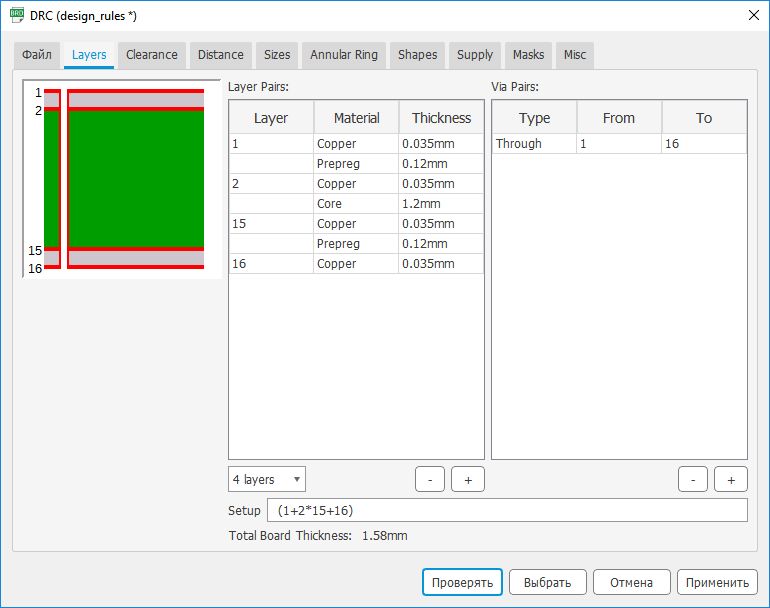 BRD DRC (design_rules *)
Файл Layers Clearance Distance Sizes Annular Ring Shapes Supply Masks Misc
1
2
15
16
Layer Pairs:
Layer Material Thickness
1 Copper 0.035mm
Prepreg 0.12mm
2 Copper 0.035mm
Core 1.2mm
15 Copper 0.035mm
Prepreg 0.12mm
16 Copper 0.035mm
4 layers - +
Via Pairs:
Type From To
Through 1 16
- +
Setup (1+2*15+16)
Total Board Thickness: 1.58mm
Проверять Выбрать Отмена Применить